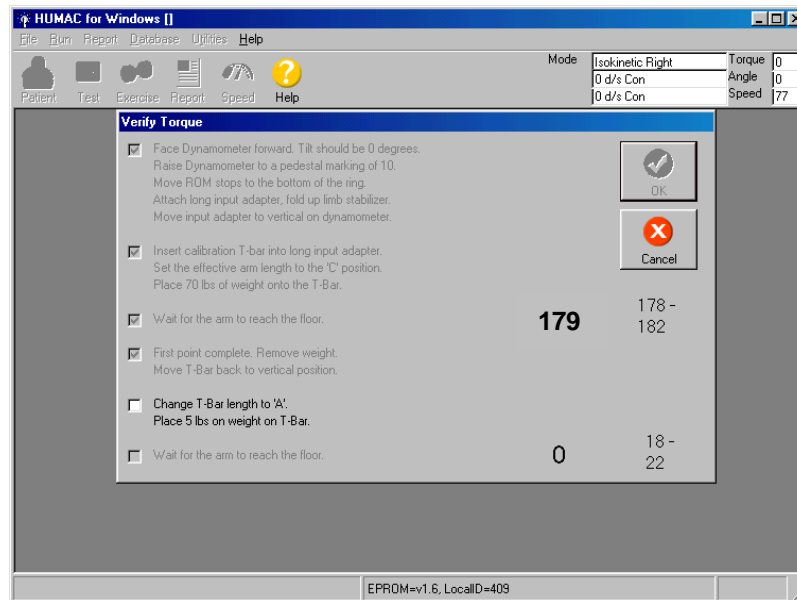 HUMAC for Windows []
File Run Report Database Utilities Help
Patient Test Exercise Report Speed Help
Mode Isokinetic Right Torque 0
0 d/s Con Angle 0
0 d/s Con Speed 77
Verify Torque
Face Dynamometer forward. Tilt should be 0 degrees.
Raise Dynamometer to a pedestal marking of 10.
Move ROM stops to the bottom of the ring.
Attach long input adapter, fold up limb stabilizer.
Move input adapter to vertical on dynamometer.
OK
Insert calibration T-bar into long input adapter.
Set the effective arm length to the 'C' position.
Place 70 lbs of weight onto the T-Bar.
Cancel
Wait for the arm to reach the floor.
179
178 -
182
First point complete. Remove weight.
Move T-Bar back to vertical position.
Change T-Bar length to 'A'.
Place 5 lbs on weight on T-Bar.
Wait for the arm to reach the floor.
0
18 -
22
EPROM=v1.6, LocalID=409